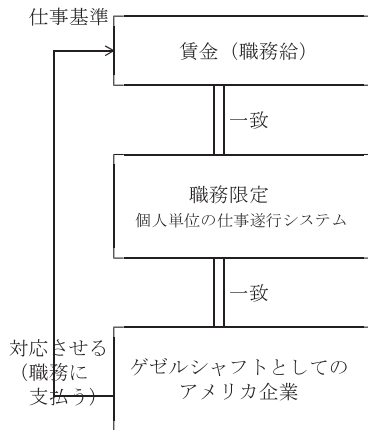 仕事基準
賃金（職務給）
一致
職務限定
個人単位の仕事遂行システム
一致
対応させる
（職務に
支払う）
ゲゼルシャフトとしての
アメリカ企業